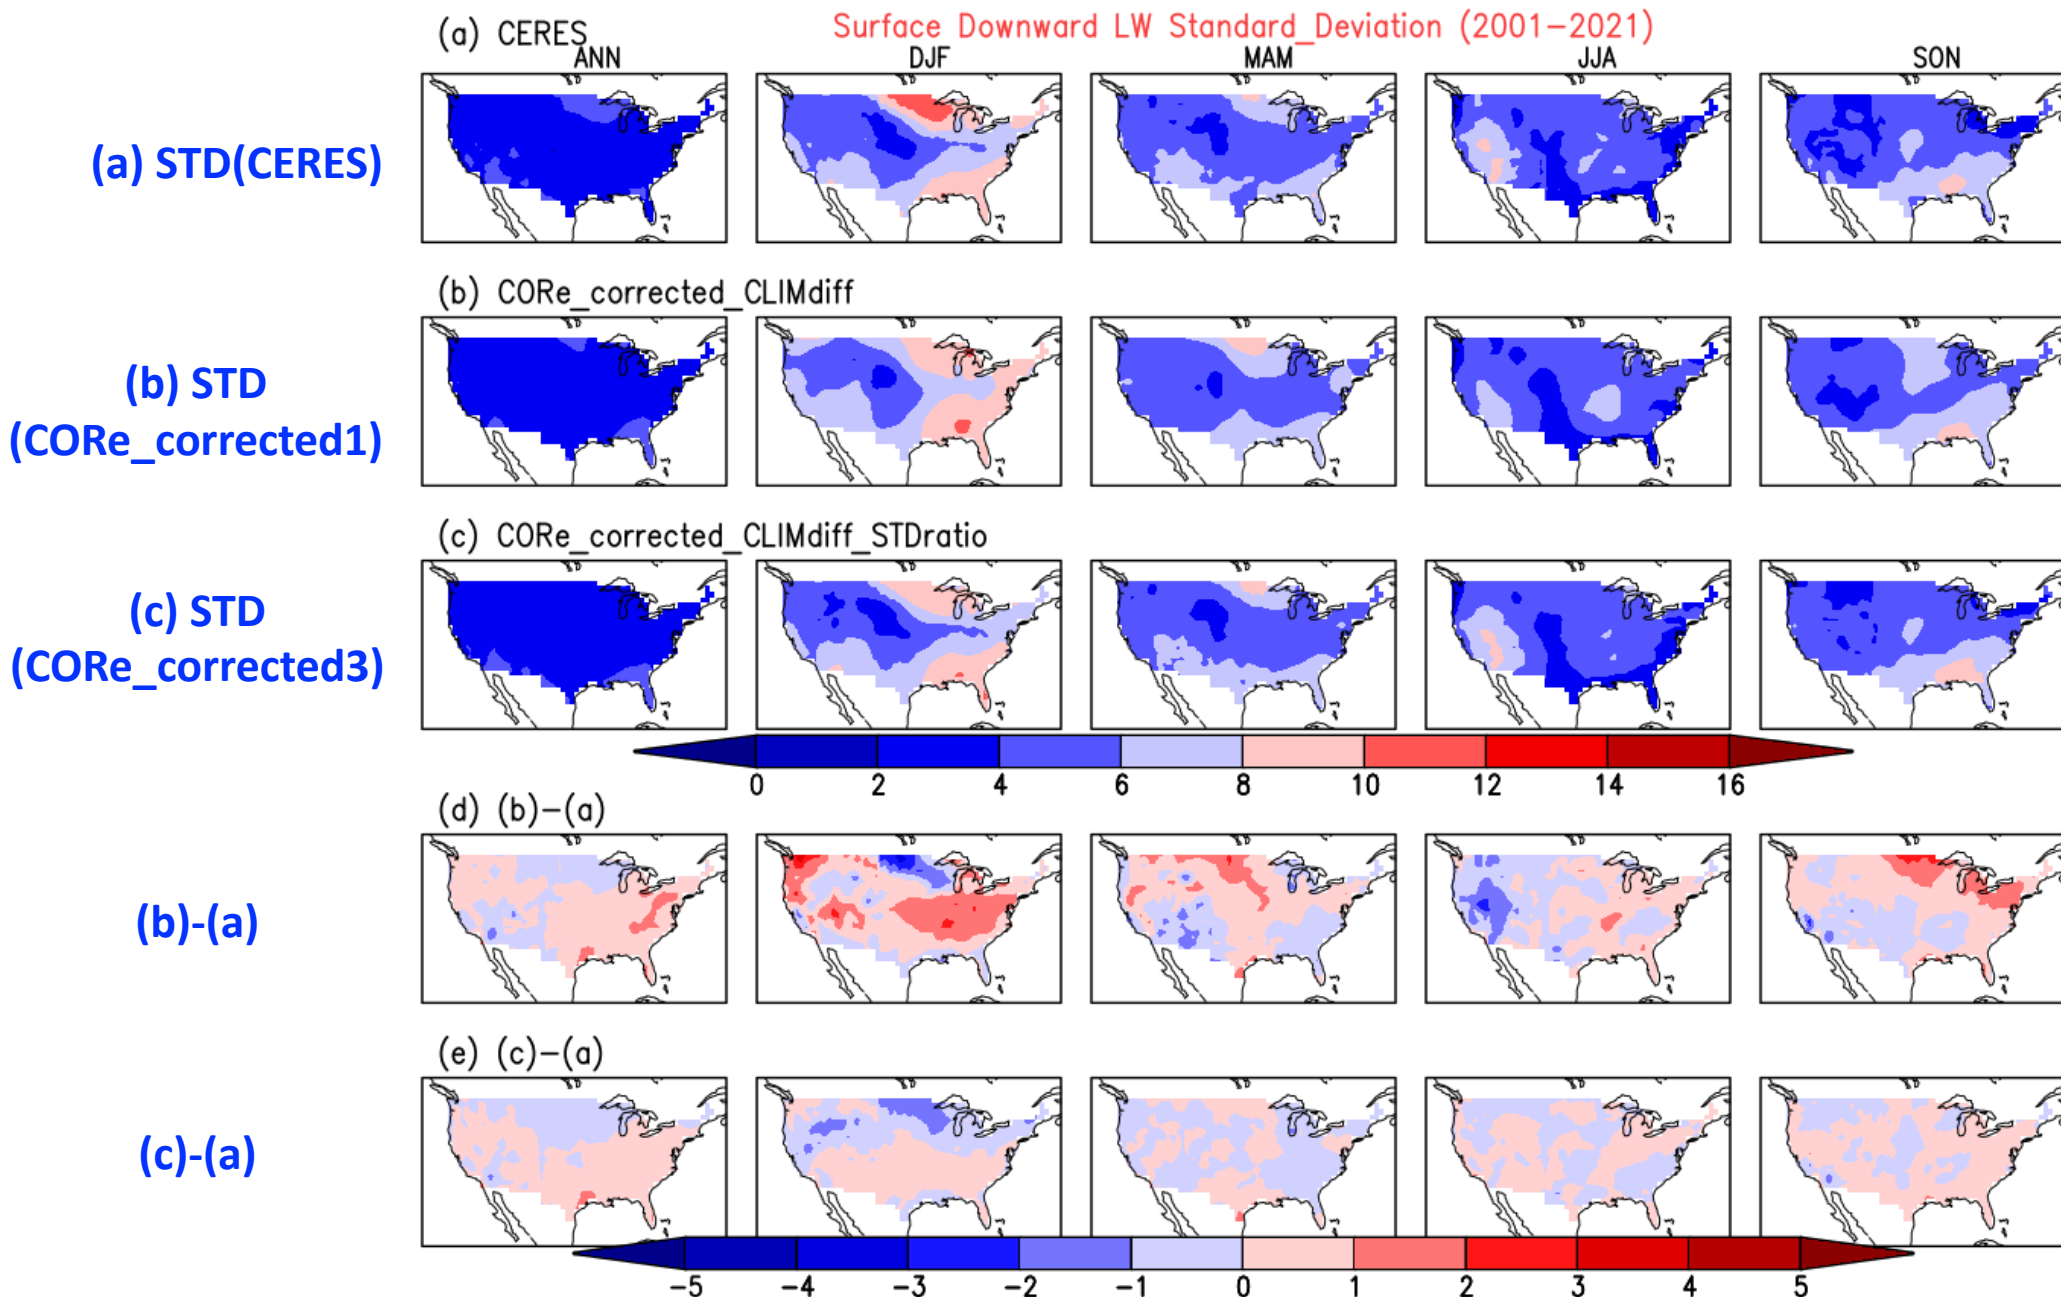 (a) CERES
Surface Downward LW Standard_Deviation (2001-2021)
ANN
DJF
MAM
JJA
SON
(a) STD(CERES)
(b) CORe_corrected_CLIMdiff
(b) STD
(CORe_corrected1)
(c) CORe_corrected_CLIMdiff_STDratio
(c) STD
(CORe_corrected3)
0 2 4 6 8 10 12 14 16
(d) (b)-(a)
(b)-(a)
(e) (c)-(a)
(c)-(a)
-5 -4 -3 -2 -1 0 1 2 3 4 5